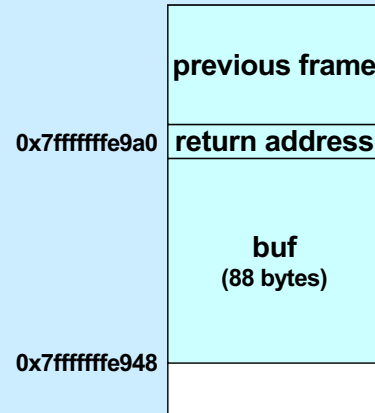 previous frame
0x7fffffffe9a0 return address
buf
(88 bytes)
0x7fffffffe948